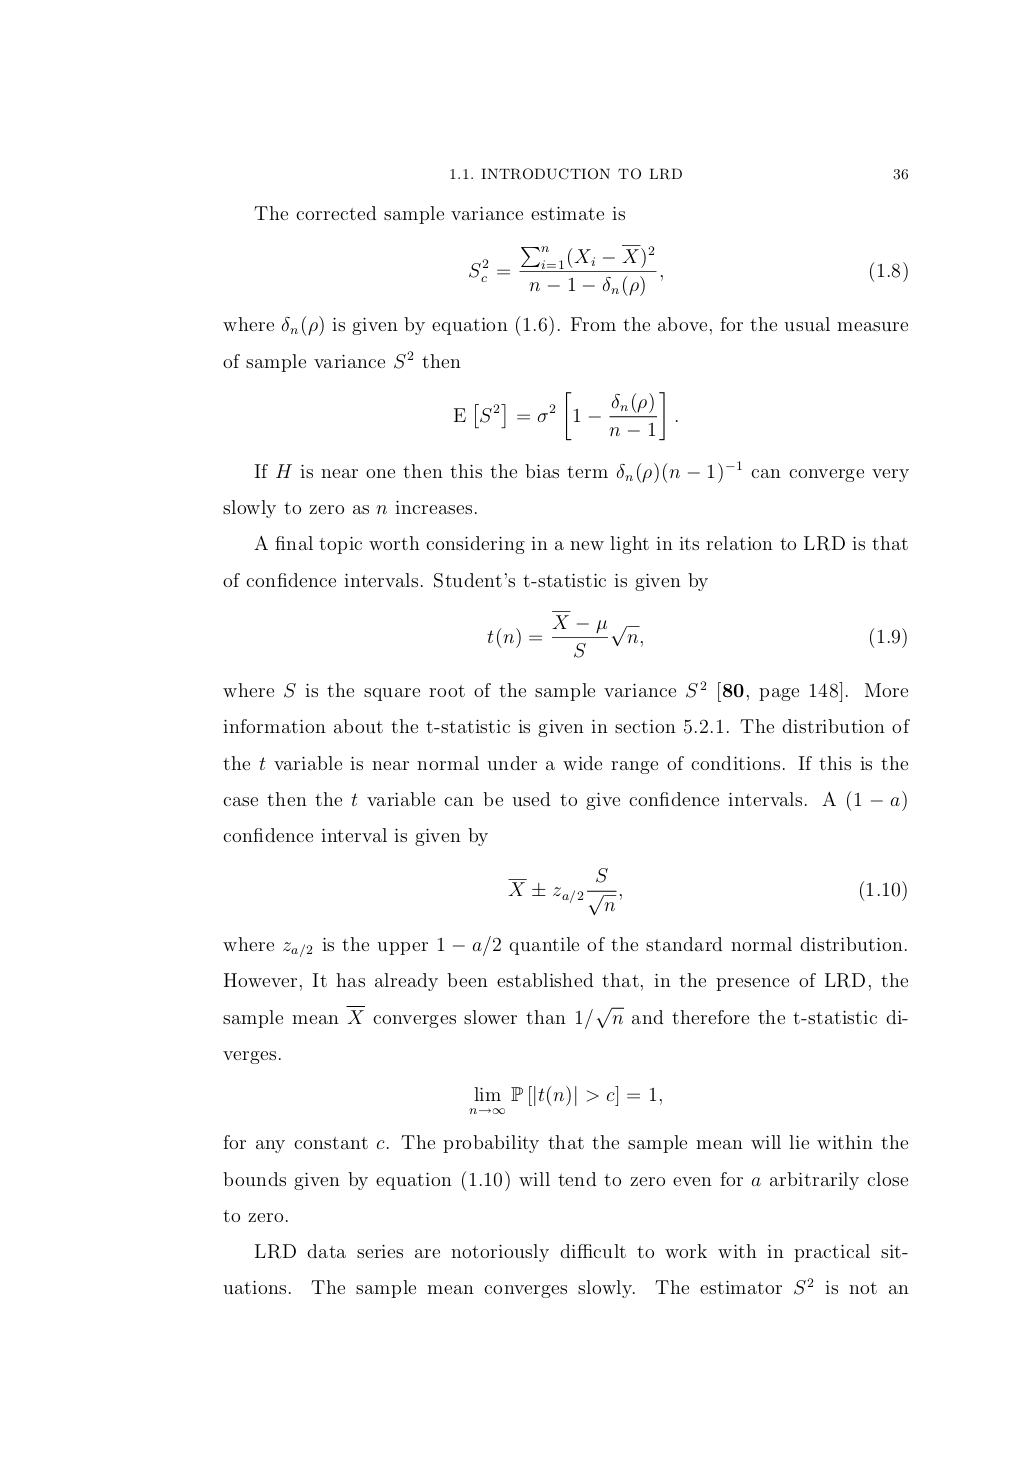 1.1. INTRODUCTION TO LRD 36
The corrected sample variance estimate is
$S_c^2 = \frac{\sum_{i=1}^{n}(X_i - \overline{X})^2}{n - 1 - \delta_n(\rho)},$ (1.8)
where $\delta_n(\rho)$ is given by equation (1.6). From the above, for the usual measure
of sample variance $S^2$ then
$\mathrm{E}\left[S^2\right] = \sigma^2 \left[1 - \frac{\delta_n(\rho)}{n - 1}\right].$
If $H$ is near one then this the bias term $\delta_n(\rho)(n - 1)^{-1}$ can converge very
slowly to zero as $n$ increases.
A final topic worth considering in a new light in its relation to LRD is that
of confidence intervals. Student's t-statistic is given by
$t(n) = \frac{\overline{X} - \mu}{S}\sqrt{n},$ (1.9)
where $S$ is the square root of the sample variance $S^2$ [80, page 148]. More
information about the t-statistic is given in section 5.2.1. The distribution of
the $t$ variable is near normal under a wide range of conditions. If this is the
case then the $t$ variable can be used to give confidence intervals. A $(1 - a)$
confidence interval is given by
$\overline{X} \pm z_{a/2}\frac{S}{\sqrt{n}},$ (1.10)
where $z_{a/2}$ is the upper $1 - a/2$ quantile of the standard normal distribution.
However, It has already been established that, in the presence of LRD, the
sample mean $\overline{X}$ converges slower than $1/\sqrt{n}$ and therefore the t-statistic di-
verges.
$\lim_{n \to \infty} \mathbb{P}\left[|t(n)| > c\right] = 1,$
for any constant $c$. The probability that the sample mean will lie within the
bounds given by equation (1.10) will tend to zero even for $a$ arbitrarily close
to zero.
LRD data series are notoriously difficult to work with in practical sit-
uations. The sample mean converges slowly. The estimator $S^2$ is not an